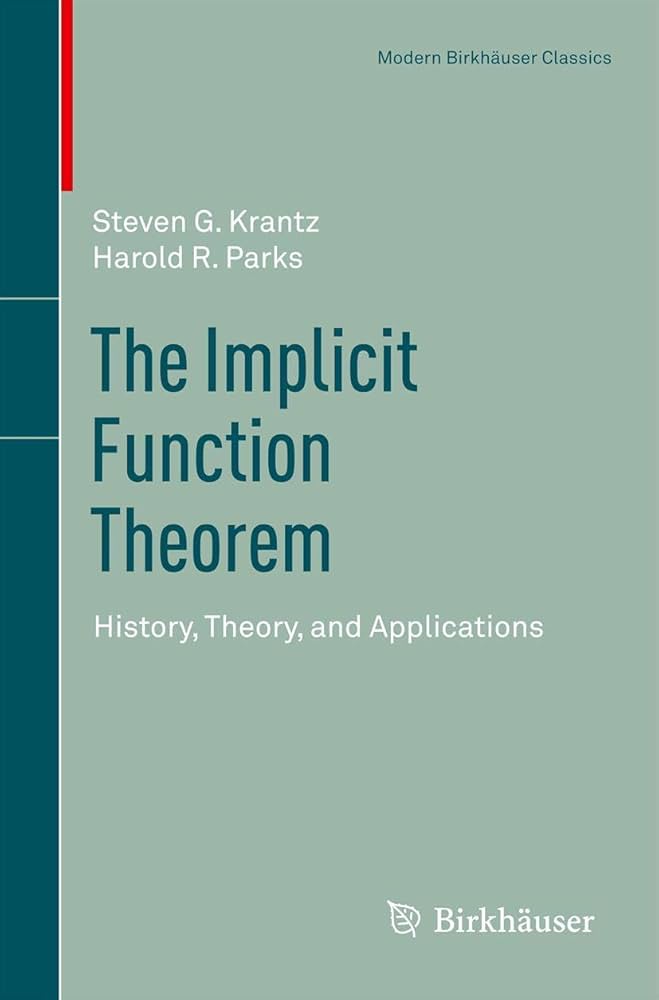 Modern Birkhäuser Classics
Steven G. Krantz
Harold R. Parks
The Implicit
Function
Theorem
History, Theory, and Applications
Birkhäuser